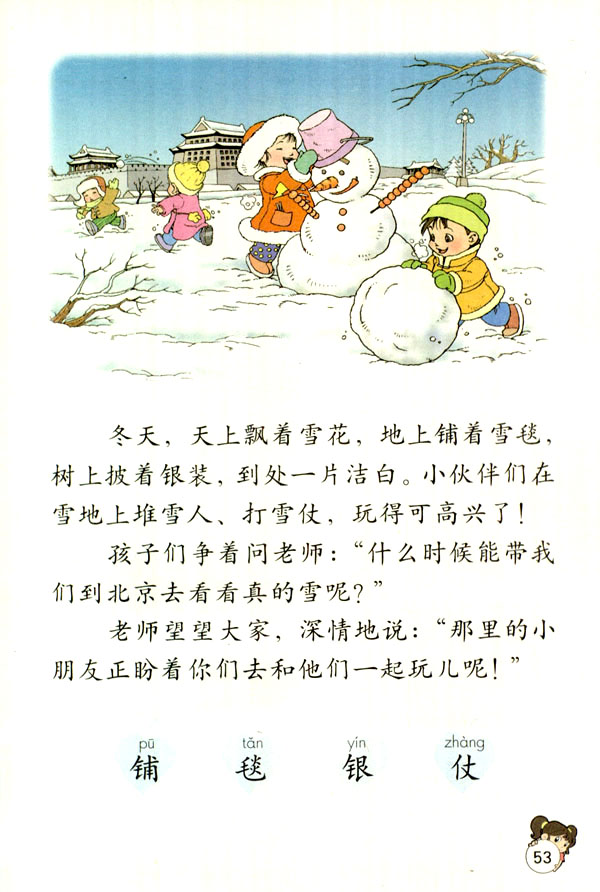 冬天，天上飘着雪花，地上铺着雪毯，
树上披着银装，到处一片洁白。小伙伴们在
雪地上堆雪人、打雪仗，玩得可高兴了！
孩子们争着问老师：“什么时候能带我
们到北京去看看真的雪呢？”
老师望望大家，深情地说：“那里的小
朋友正盼着你们去和他们一起玩儿呢！”
pū tǎn yín zhàng
铺 毯 银 仗
53